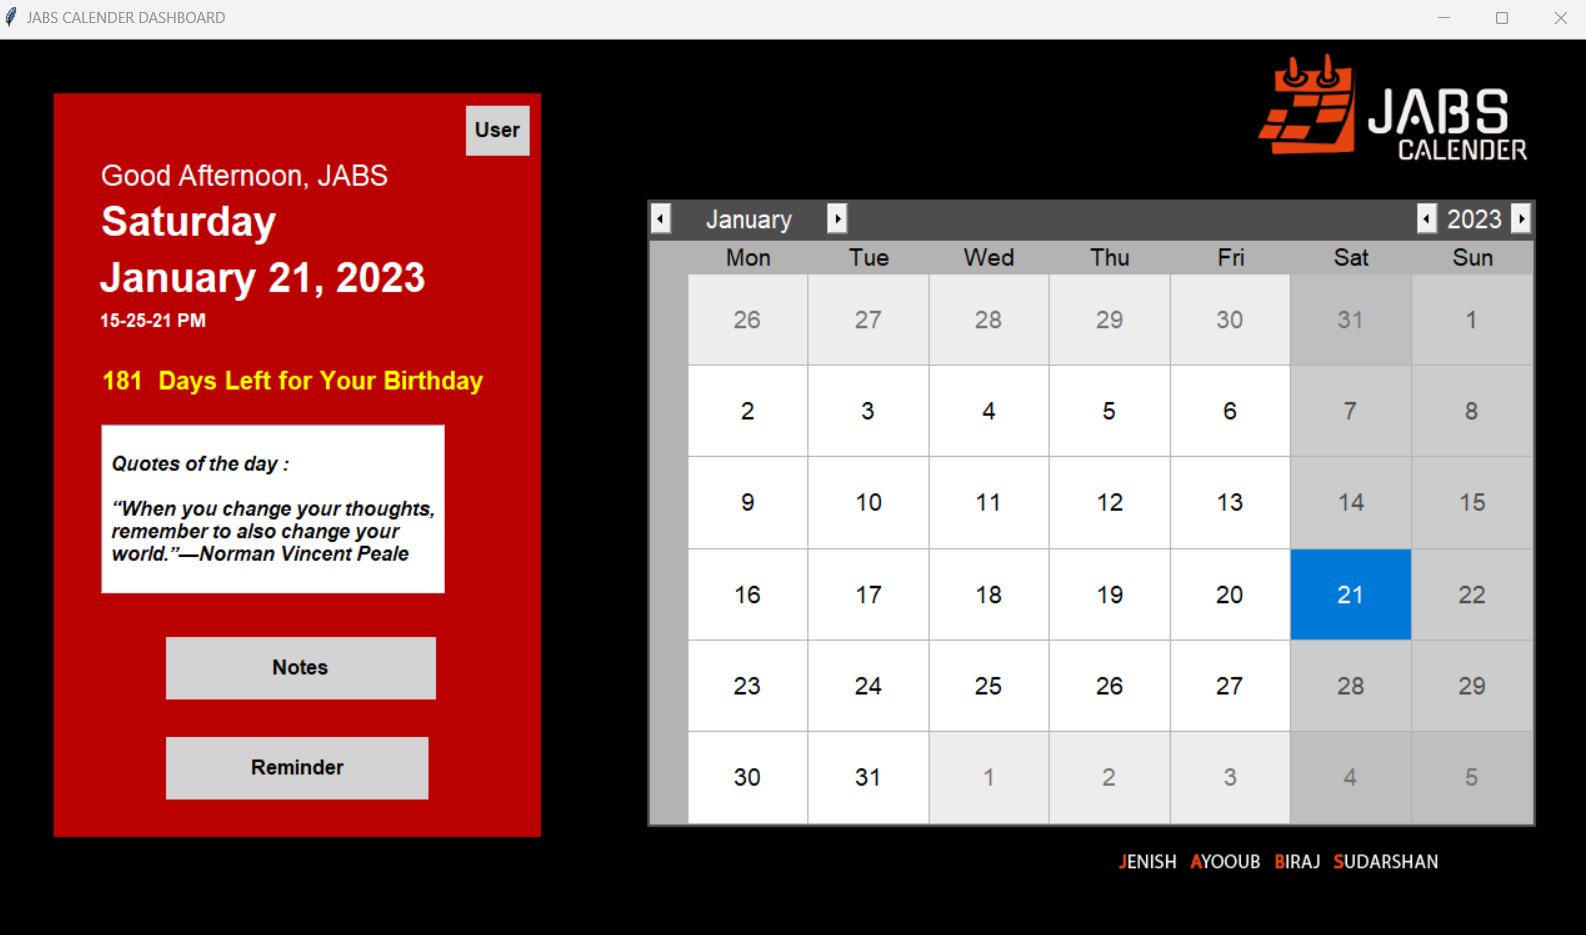 JABS CALENDER DASHBOARD
JABS
CALENDER
User
Good Afternoon, JABS
Saturday
January 21, 2023
15-25-21 PM
181 Days Left for Your Birthday
Quotes of the day :
“When you change your thoughts,
remember to also change your
world.”—Norman Vincent Peale
Notes
Reminder
January 2023
Mon Tue Wed Thu Fri Sat Sun
26 27 28 29 30 31 1
2 3 4 5 6 7 8
9 10 11 12 13 14 15
16 17 18 19 20 21 22
23 24 25 26 27 28 29
30 31 1 2 3 4 5
JENISH AYOOUB BIRAJ SUDARSHAN